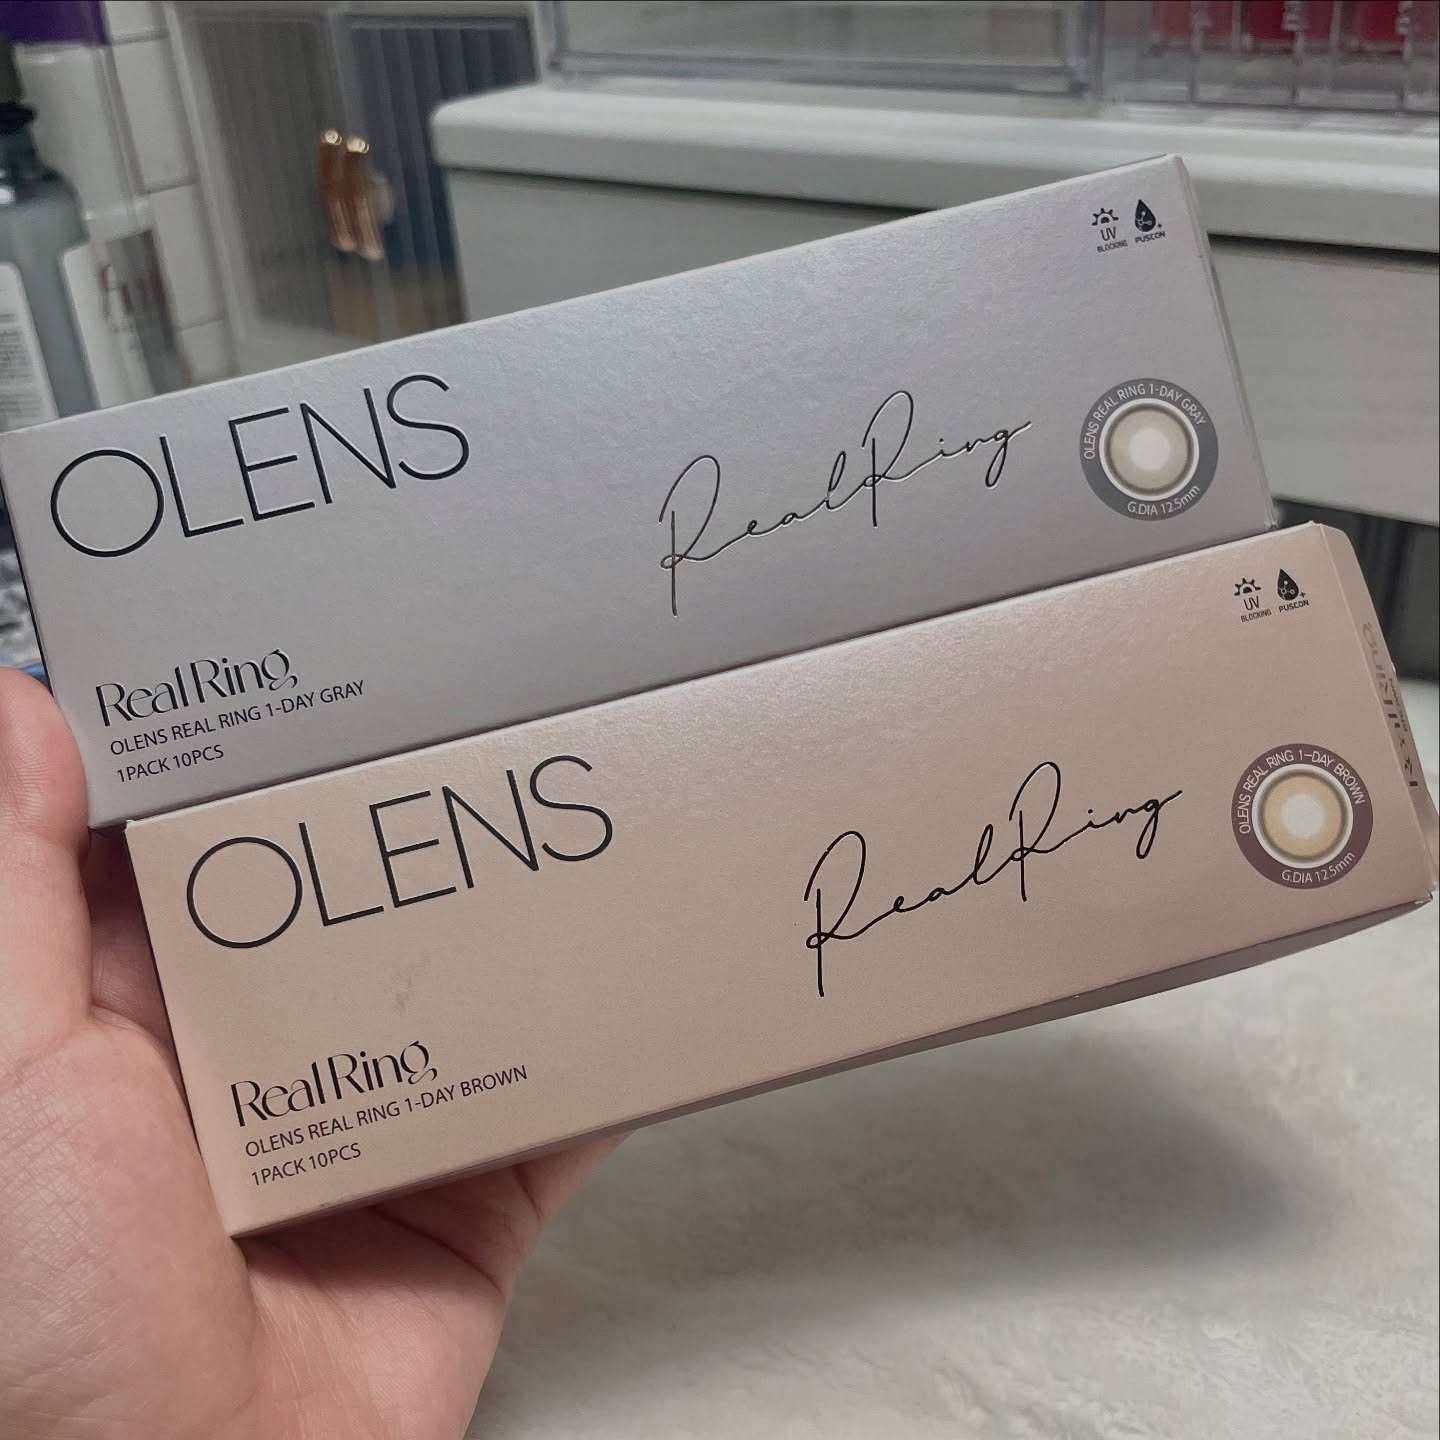 OLENS
RealRing
RealRing
OLENS REAL RING 1-DAY GRAY
1PACK 10PCS
UV
BLOCKING
PUSCON
OLENS REAL RING 1-DAY GRAY
G.DIA 12.5mm
OLENS
RealRing
RealRing
OLENS REAL RING 1-DAY BROWN
1PACK 10PCS
UV
BLOCKING
PUSCON
OLENS REAL RING 1-DAY BROWN
G.DIA 12.5mm